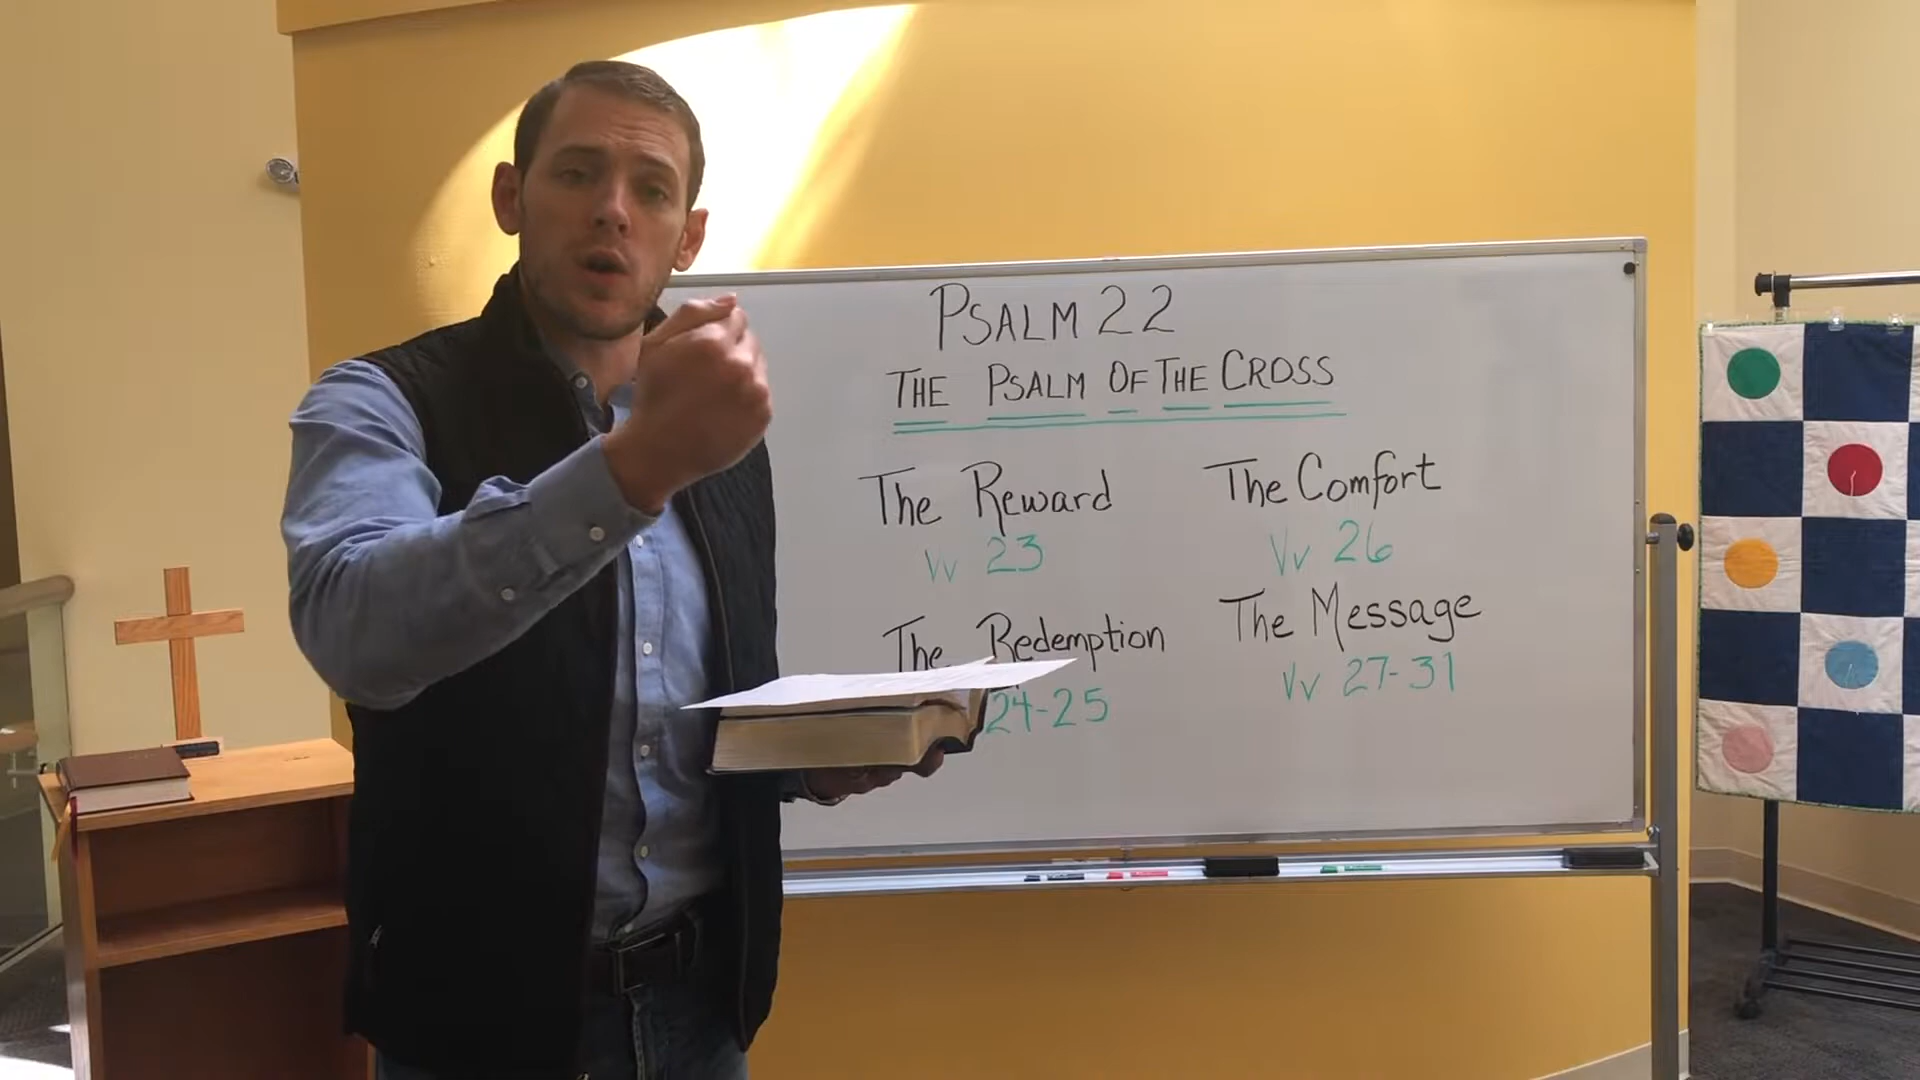 PSALM 22
THE PSALM OF THE CROSS
The Reward
Vv 23
The Redemption
24-25
The Comfort
Vv 26
The Message
Vv 27-31